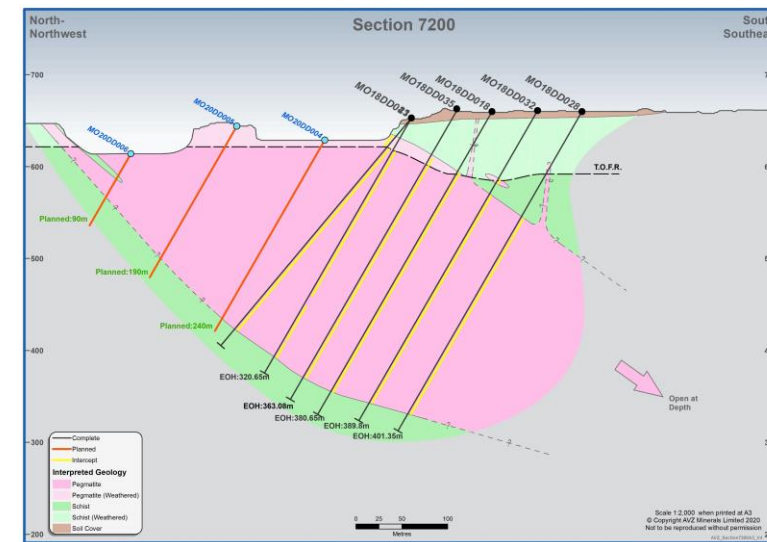 North-
Northwest
Section 7200
South
Southea
700
600
400
300
200
MO20DD006
MO20DD005
MO20DD004
MO18DD035
MO18DD018
MO18DD032
MO18DD028
T.O.F.R.
Planned:90m
Planned:190m
Planned:240m
EOH:320.65m
EOH:363.08m
EOH:380.65m
EOH:389.8m
EOH:401.35m
Open at
Depth
Complete
Planned
Intercept
Interpreted Geology
Pegmatite
Pegmatite (Weathered)
Schist
Schist (Weathered)
Soil Cover
0 25 50 100
Metres
Scale 1:2,000 when printed at A3
© Copyright AVZ Minerals Limited 2020
Not to be reproduced without permission